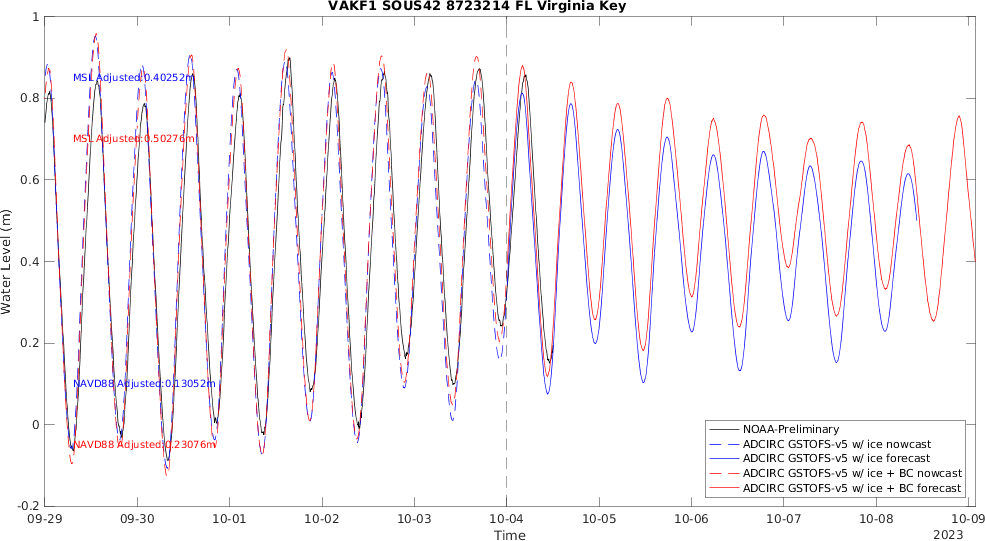 VAKF1 SOUS42 8723214 FL Virginia Key
1
0.8
0.6
0.4
0.2
0
-0.2
Water Level (m)
MSL Adjusted:0.40252m
MSL Adjusted:0.50276m
NAVD88 Adjusted:0.13052m
NAVD88 Adjusted:0.23076m
NOAA-Preliminary
ADCIRC GSTOFS-v5 w/ ice nowcast
ADCIRC GSTOFS-v5 w/ ice forecast
ADCIRC GSTOFS-v5 w/ ice + BC nowcast
ADCIRC GSTOFS-v5 w/ ice + BC forecast
09-29 09-30 10-01 10-02 10-03 10-04 10-05 10-06 10-07 10-08 10-09
Time
2023